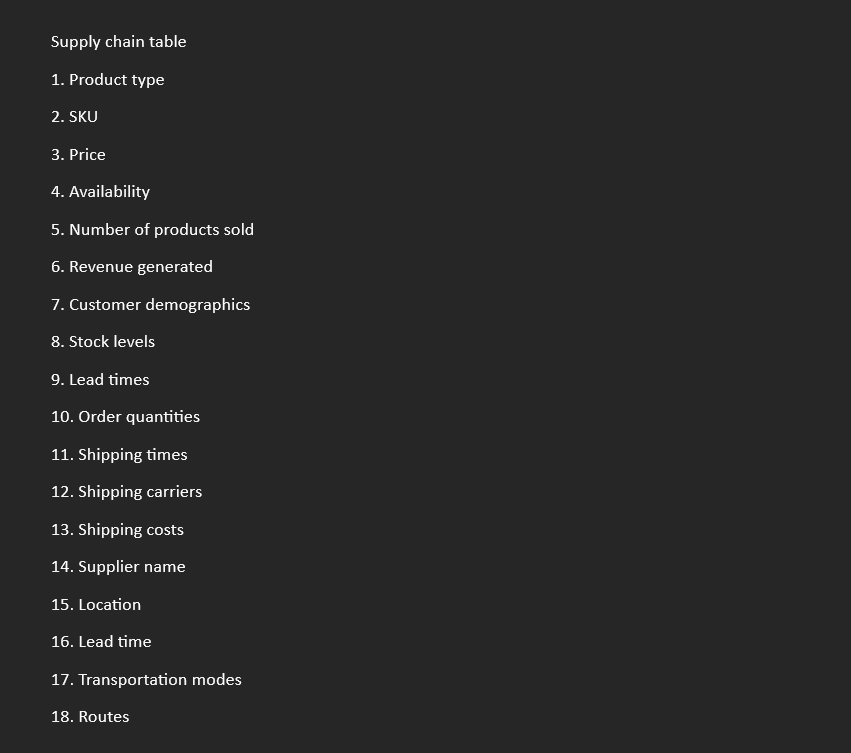 Supply chain table
1. Product type
2. SKU
3. Price
4. Availability
5. Number of products sold
6. Revenue generated
7. Customer demographics
8. Stock levels
9. Lead times
10. Order quantities
11. Shipping times
12. Shipping carriers
13. Shipping costs
14. Supplier name
15. Location
16. Lead time
17. Transportation modes
18. Routes